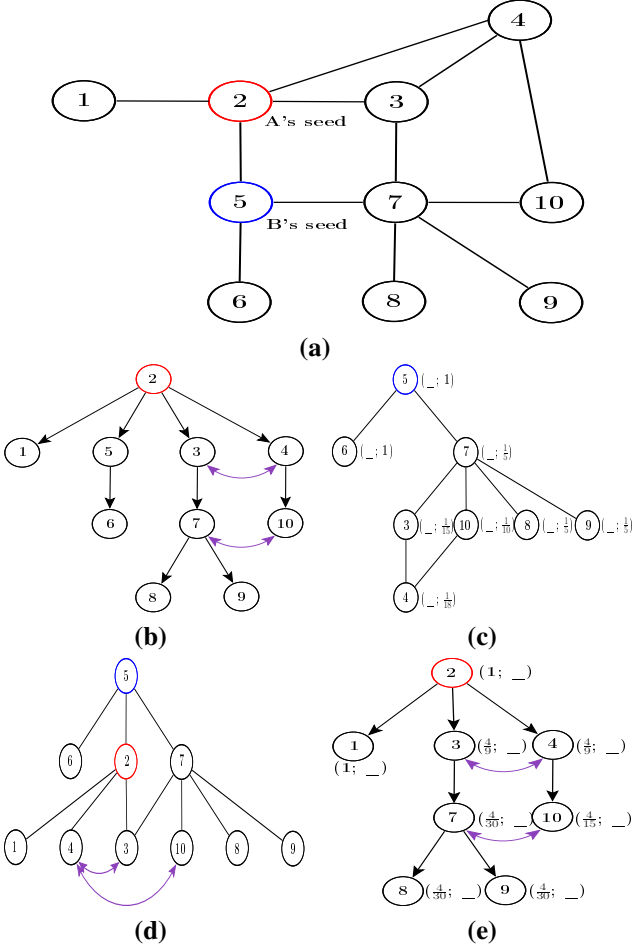 4
1 2 3
A's seed
5 7 10
B's seed
6 8 9
(a)
2
1 5 3 4
6 7 10
8 9
(b)
5 (_; 1)
6 (_; 1) 7 (_; 1/5)
3 (_; 1/15) 10 (_; 1/10) 8 (_; 1/5) 9 (_; 1/5)
4 (_; 1/18)
(c)
5
6 2 7
1 4 3 10 8 9
(d)
2 (1; _)
1 3 (4/9; _) 4 (4/9; _)
(1; _)
7 (4/30; _) 10 (4/15; _)
8 (4/30; _) 9 (4/30; _)
(e)